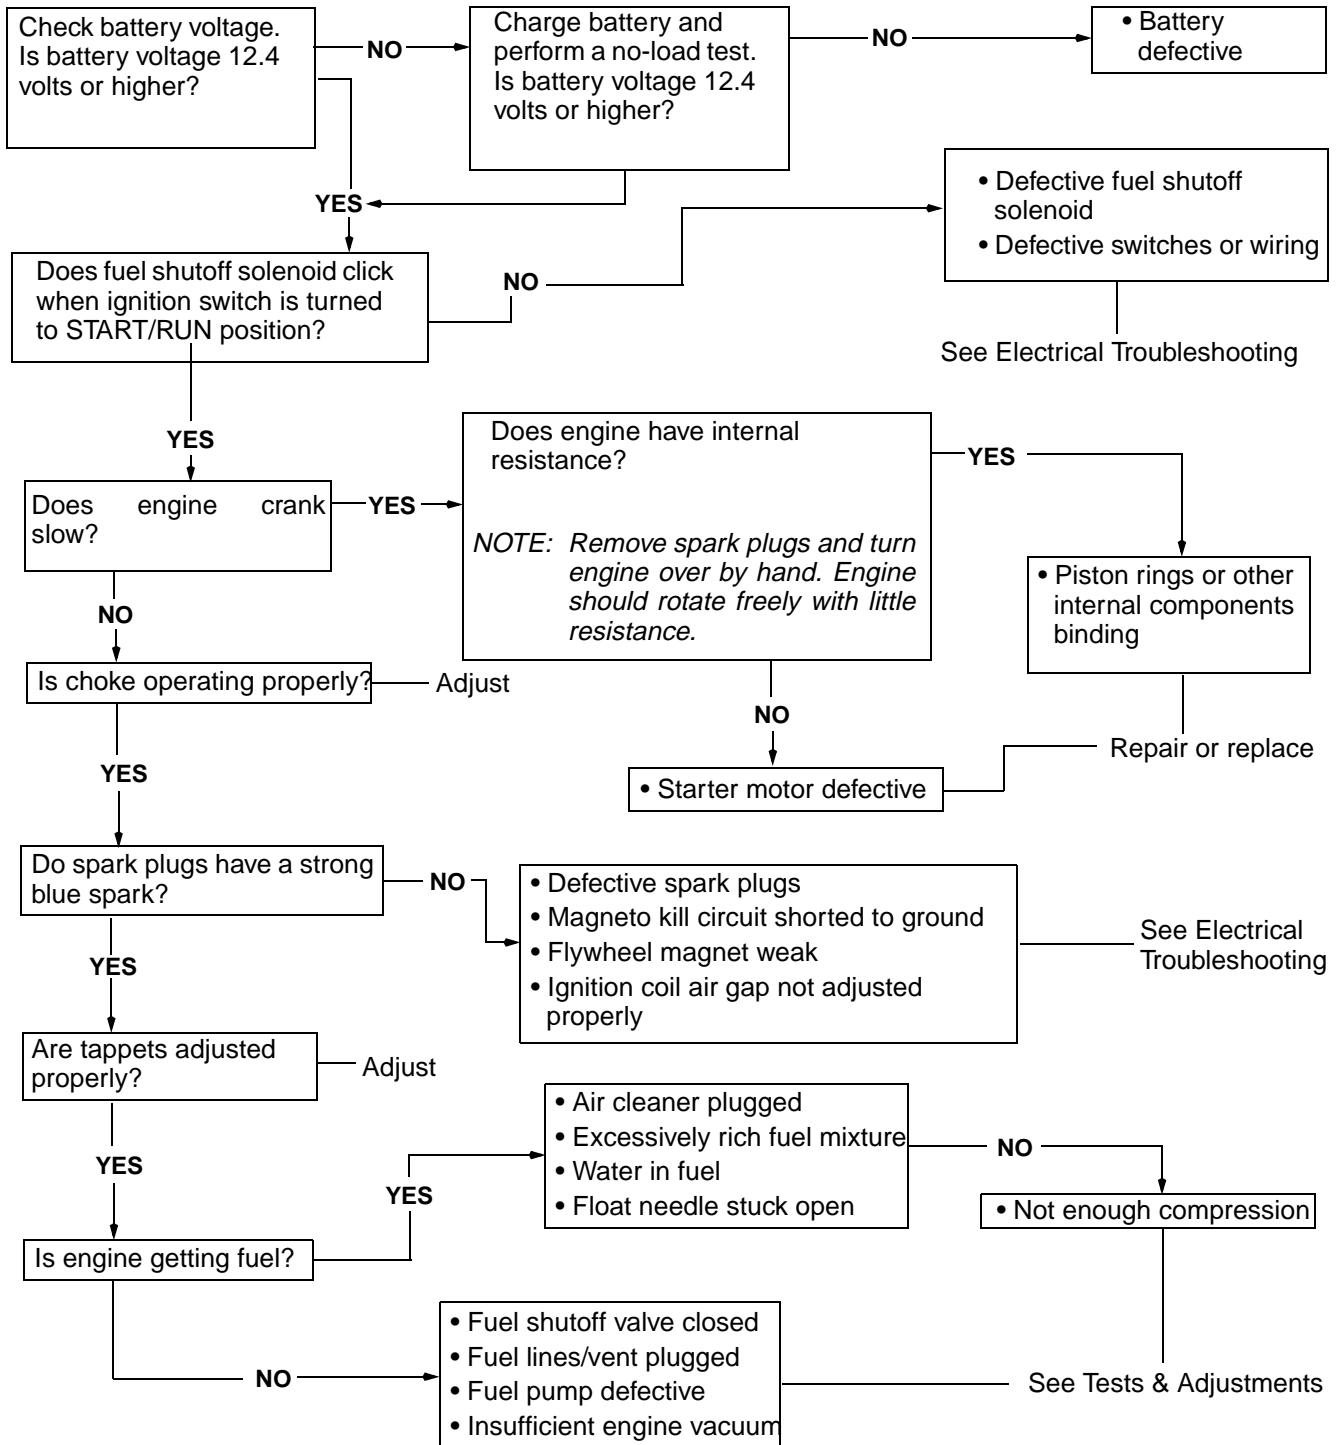 Check battery voltage.
Is battery voltage 12.4
volts or higher?
NO
Charge battery and
perform a no-load test.
Is battery voltage 12.4
volts or higher?
NO
• Battery
defective
YES
• Defective fuel shutoff
solenoid
• Defective switches or wiring
See Electrical Troubleshooting
Does fuel shutoff solenoid click
when ignition switch is turned
to START/RUN position?
NO
YES
Does engine crank
slow?
YES
Does engine have internal
resistance?
NOTE: Remove spark plugs and turn
engine over by hand. Engine
should rotate freely with little
resistance.
YES
• Piston rings or other
internal components
binding
NO
Is choke operating properly?
Adjust
NO
• Starter motor defective
Repair or replace
YES
Do spark plugs have a strong
blue spark?
NO
• Defective spark plugs
• Magneto kill circuit shorted to ground
• Flywheel magnet weak
• Ignition coil air gap not adjusted
properly
See Electrical
Troubleshooting
YES
Are tappets adjusted
properly?
Adjust
YES
Is engine getting fuel?
YES
• Air cleaner plugged
• Excessively rich fuel mixture
• Water in fuel
• Float needle stuck open
NO
• Not enough compression
NO
• Fuel shutoff valve closed
• Fuel lines/vent plugged
• Fuel pump defective
• Insufficient engine vacuum
See Tests & Adjustments